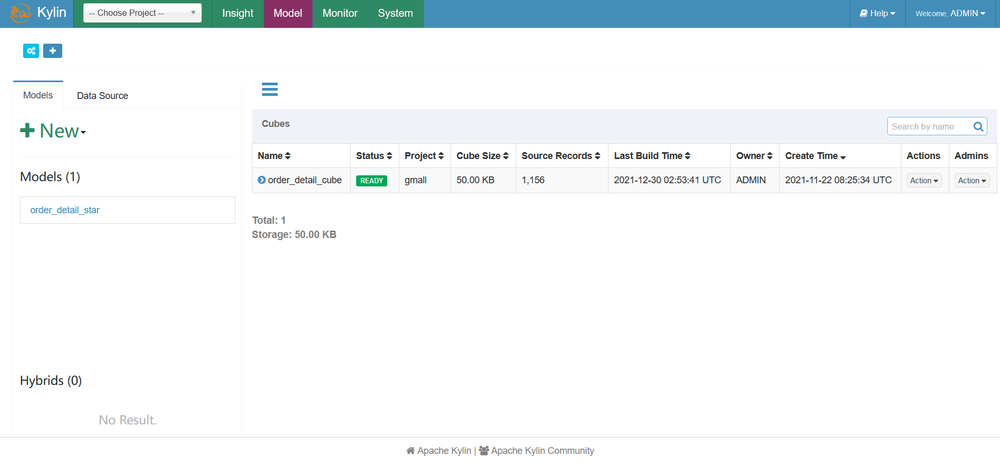 Kylin -- Choose Project -- Insight Model Monitor System Help Welcome, ADMIN
Models Data Source
New
Models (1)
order_detail_star
Hybrids (0)
No Result.
Cubes Search by name
Name Status Project Cube Size Source Records Last Build Time Owner Create Time Actions Admins
order_detail_cube READY gmall 50.00 KB 1,156 2021-12-30 02:53:41 UTC ADMIN 2021-11-22 08:25:34 UTC Action Action
Total: 1
Storage: 50.00 KB
Apache Kylin | Apache Kylin Community